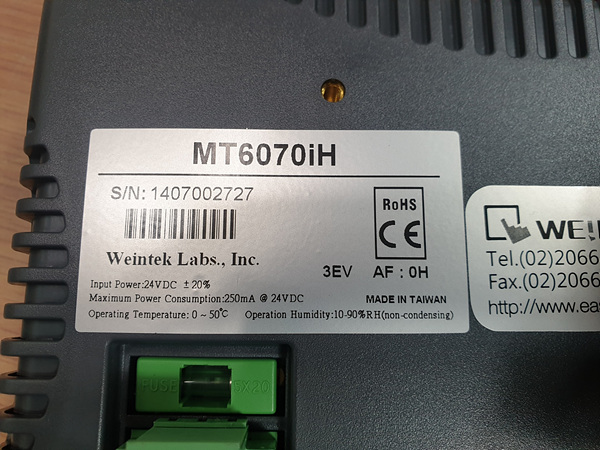 MT6070iH
S/N: 1407002727
RoHS
CE
Weintek Labs., Inc.
3EV AF : 0H
Input Power:24VDC ±20%
Maximum Power Consumption:250mA @ 24VDC
MADE IN TAIWAN
Operating Temperature: 0 ~ 50°C Operation Humidity:10-90%RH(non-condensing)
Tel.(02)2066
Fax.(02)2066
http://www.eas
FUSE 5X20